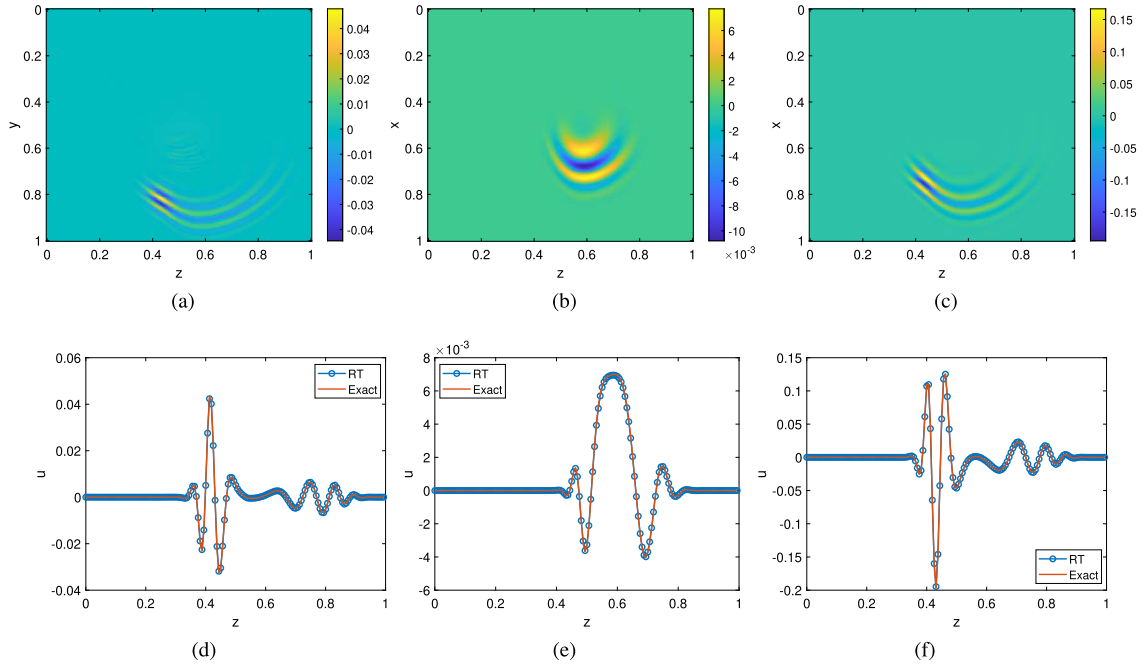 0
0.2
0.4
0.6
0.8
1
y
0 0.2 0.4 0.6 0.8 1
z
0.04
0.03
0.02
0.01
0
-0.01
-0.02
-0.03
-0.04
(a)
0
0.2
0.4
0.6
0.8
1
x
0 0.2 0.4 0.6 0.8 1
z
6
4
2
0
-2
-4
-6
-8
-10
×10⁻³
(b)
0
0.2
0.4
0.6
0.8
1
x
0 0.2 0.4 0.6 0.8 1
z
0.15
0.1
0.05
0
-0.05
-0.1
-0.15
(c)
0.06
0.04
0.02
0
-0.02
-0.04
u
RT
Exact
0 0.2 0.4 0.6 0.8 1
z
(d)
×10⁻³
8
6
4
2
0
-2
-4
-6
u
RT
Exact
0 0.2 0.4 0.6 0.8 1
z
(e)
0.15
0.1
0.05
0
-0.05
-0.1
-0.15
-0.2
u
RT
Exact
0 0.2 0.4 0.6 0.8 1
z
(f)